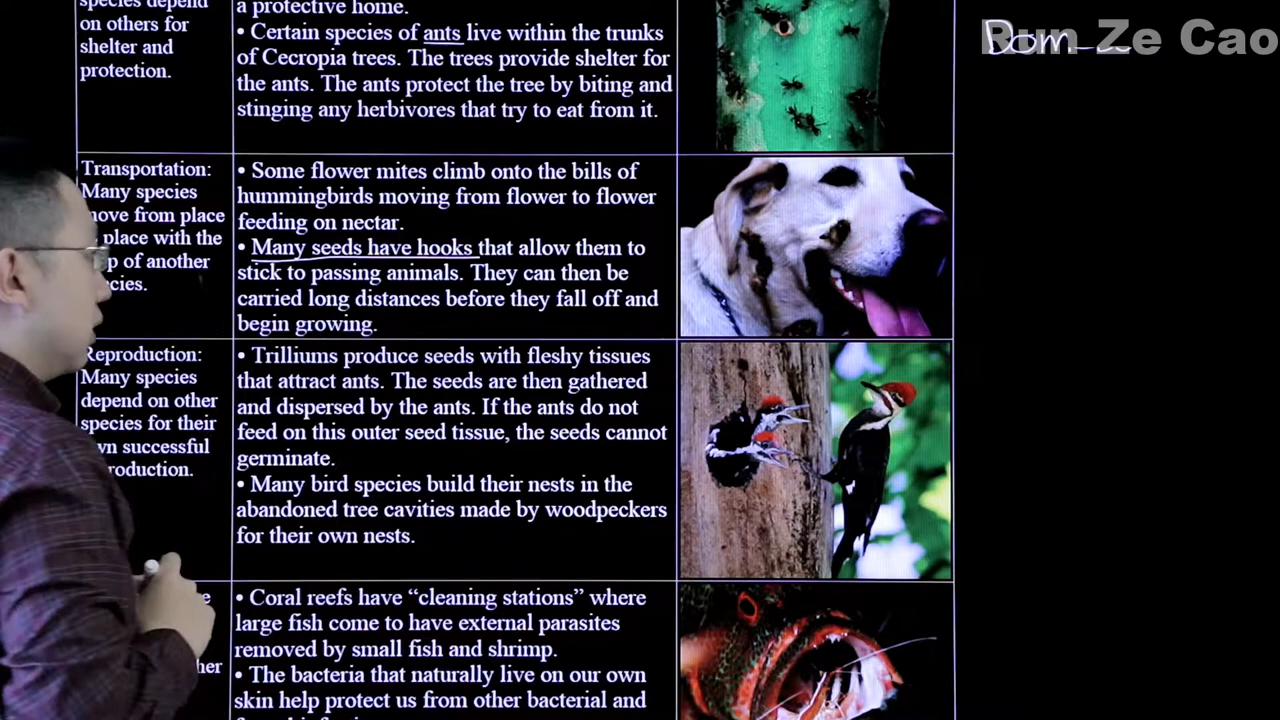 species depend
on others for
shelter and
protection.
a protective home.
• Certain species of ants live within the trunks
of Cecropia trees. The trees provide shelter for
the ants. The ants protect the tree by biting and
stinging any herbivores that try to eat from it.
Run Ze Cao
Transportation:
Many species
move from place
place with the
of another
• Some flower mites climb onto the bills of
hummingbirds moving from flower to flower
feeding on nectar.
• Many seeds have hooks that allow them to
stick to passing animals. They can then be
carried long distances before they fall off and
begin growing.
Reproduction:
Many species
depend on other
species for their
successful
• Trilliums produce seeds with fleshy tissues
that attract ants. The seeds are then gathered
and dispersed by the ants. If the ants do not
feed on this outer seed tissue, the seeds cannot
germinate.
• Many bird species build their nests in the
abandoned tree cavities made by woodpeckers
for their own nests.
• Coral reefs have “cleaning stations” where
large fish come to have external parasites
removed by small fish and shrimp.
• The bacteria that naturally live on our own
skin help protect us from other bacterial and